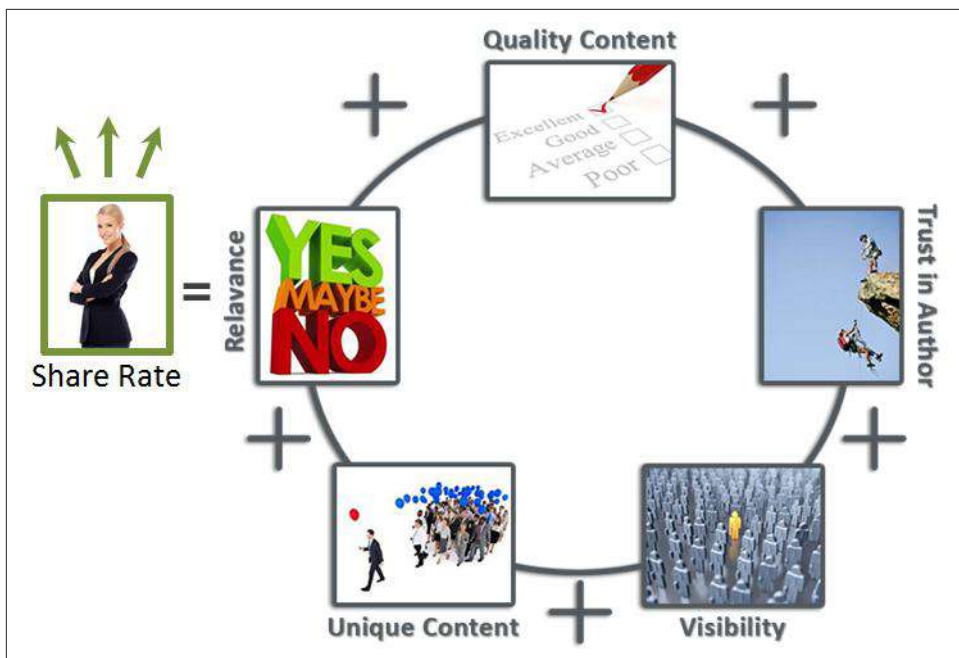 Quality Content
Excellent
Good
Average
Poor
Trust in Author
Relavance
YES
MAYBE
NO
=
Share Rate
Unique Content
Visibility
+
+
+
+
+